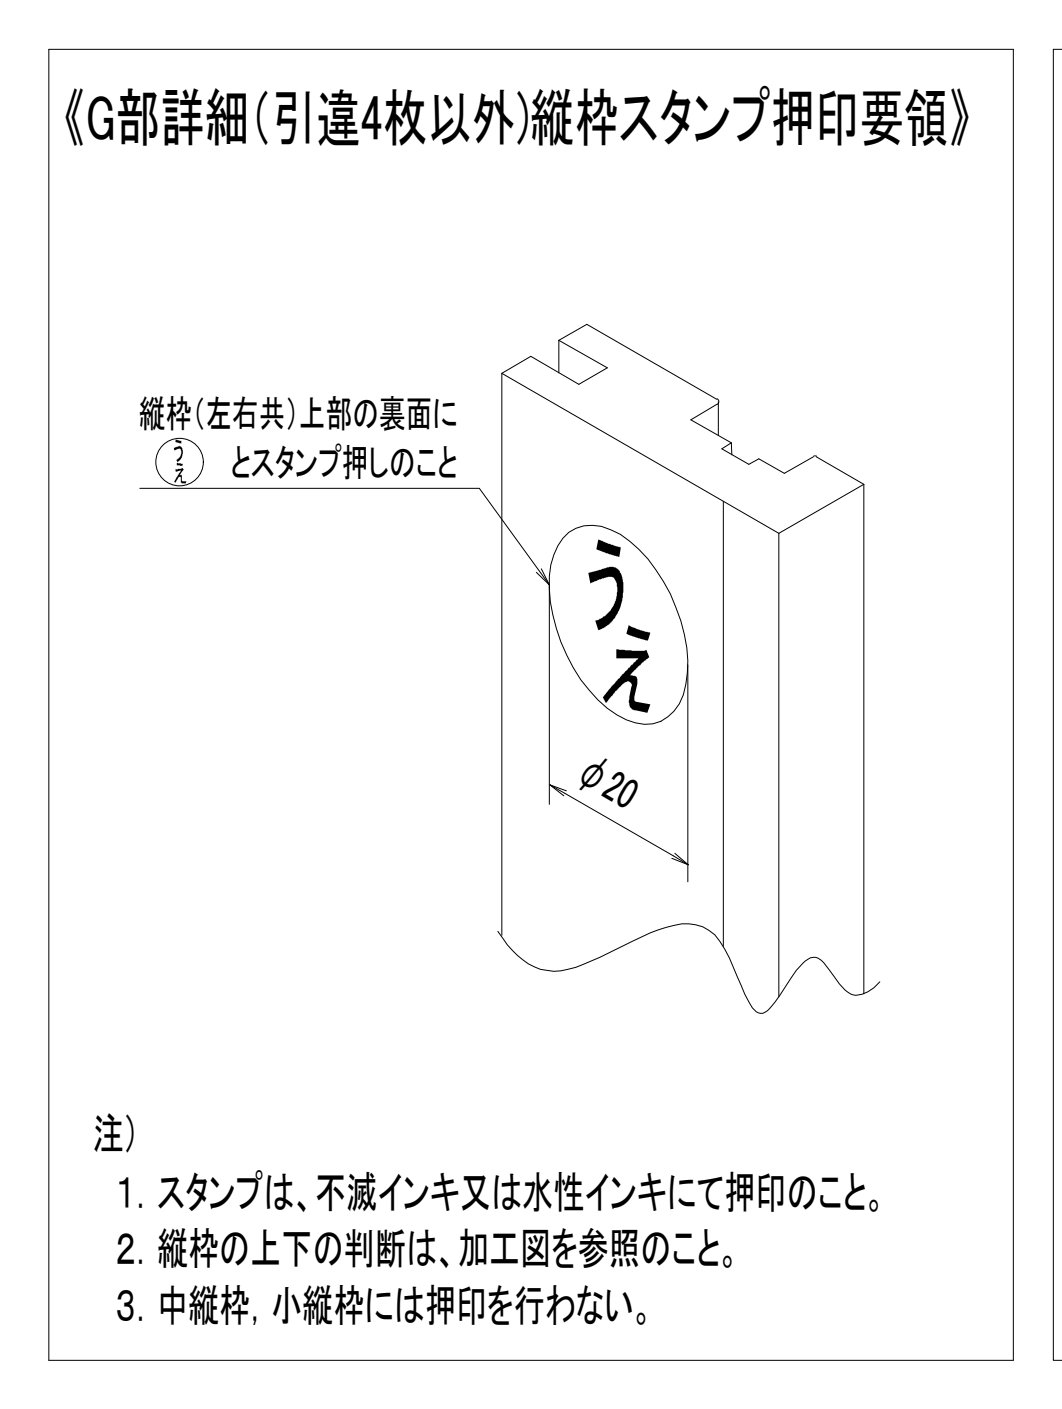 《G部詳細(引違4枚以外)縦枠スタンプ押印要領》
縦枠(左右共)上部の裏面に
うえ とスタンプ押しのこと
うえ
φ20
注)
1. スタンプは、不滅インキ又は水性インキにて押印のこと。
2. 縦枠の上下の判断は、加工図を参照のこと。
3. 中縦枠, 小縦枠には押印を行わない。